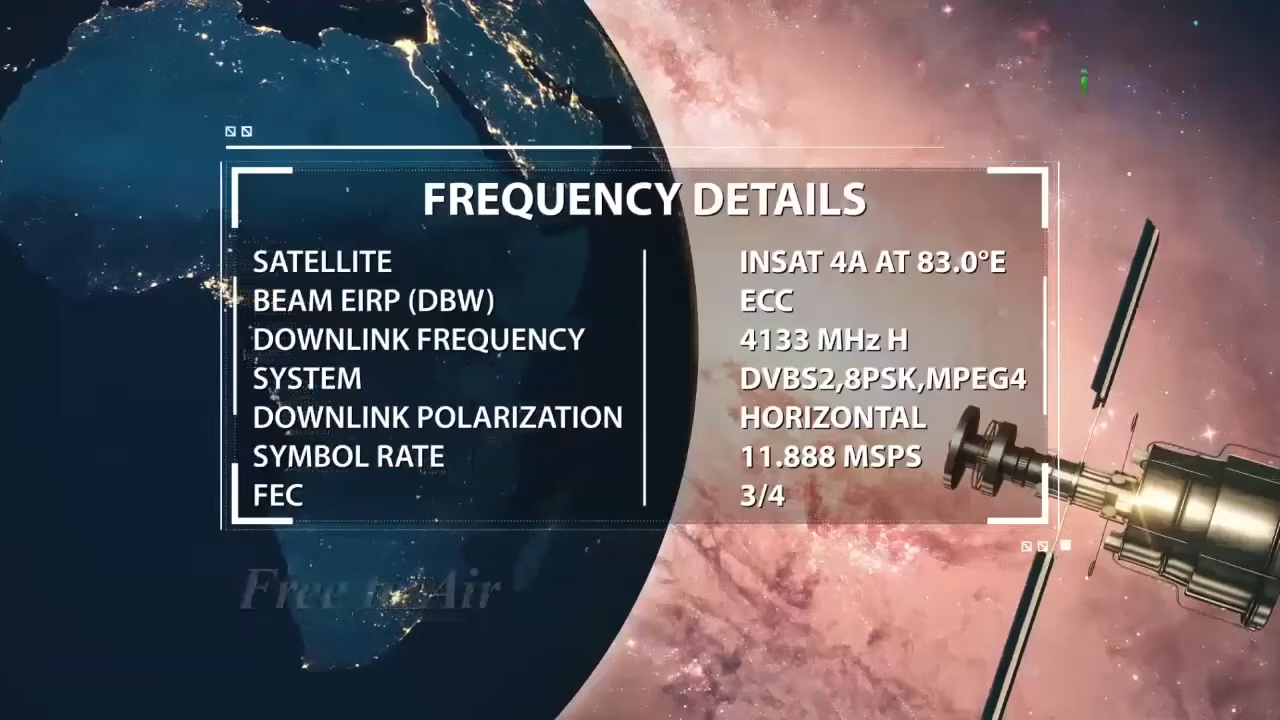 FREQUENCY DETAILS
SATELLITE INSAT 4A AT 83.0°E
BEAM EIRP (DBW) ECC
DOWNLINK FREQUENCY 4133 MHz H
SYSTEM DVBS2,8PSK,MPEG4
DOWNLINK POLARIZATION HORIZONTAL
SYMBOL RATE 11.888 MSPS
FEC 3/4
Free to Air